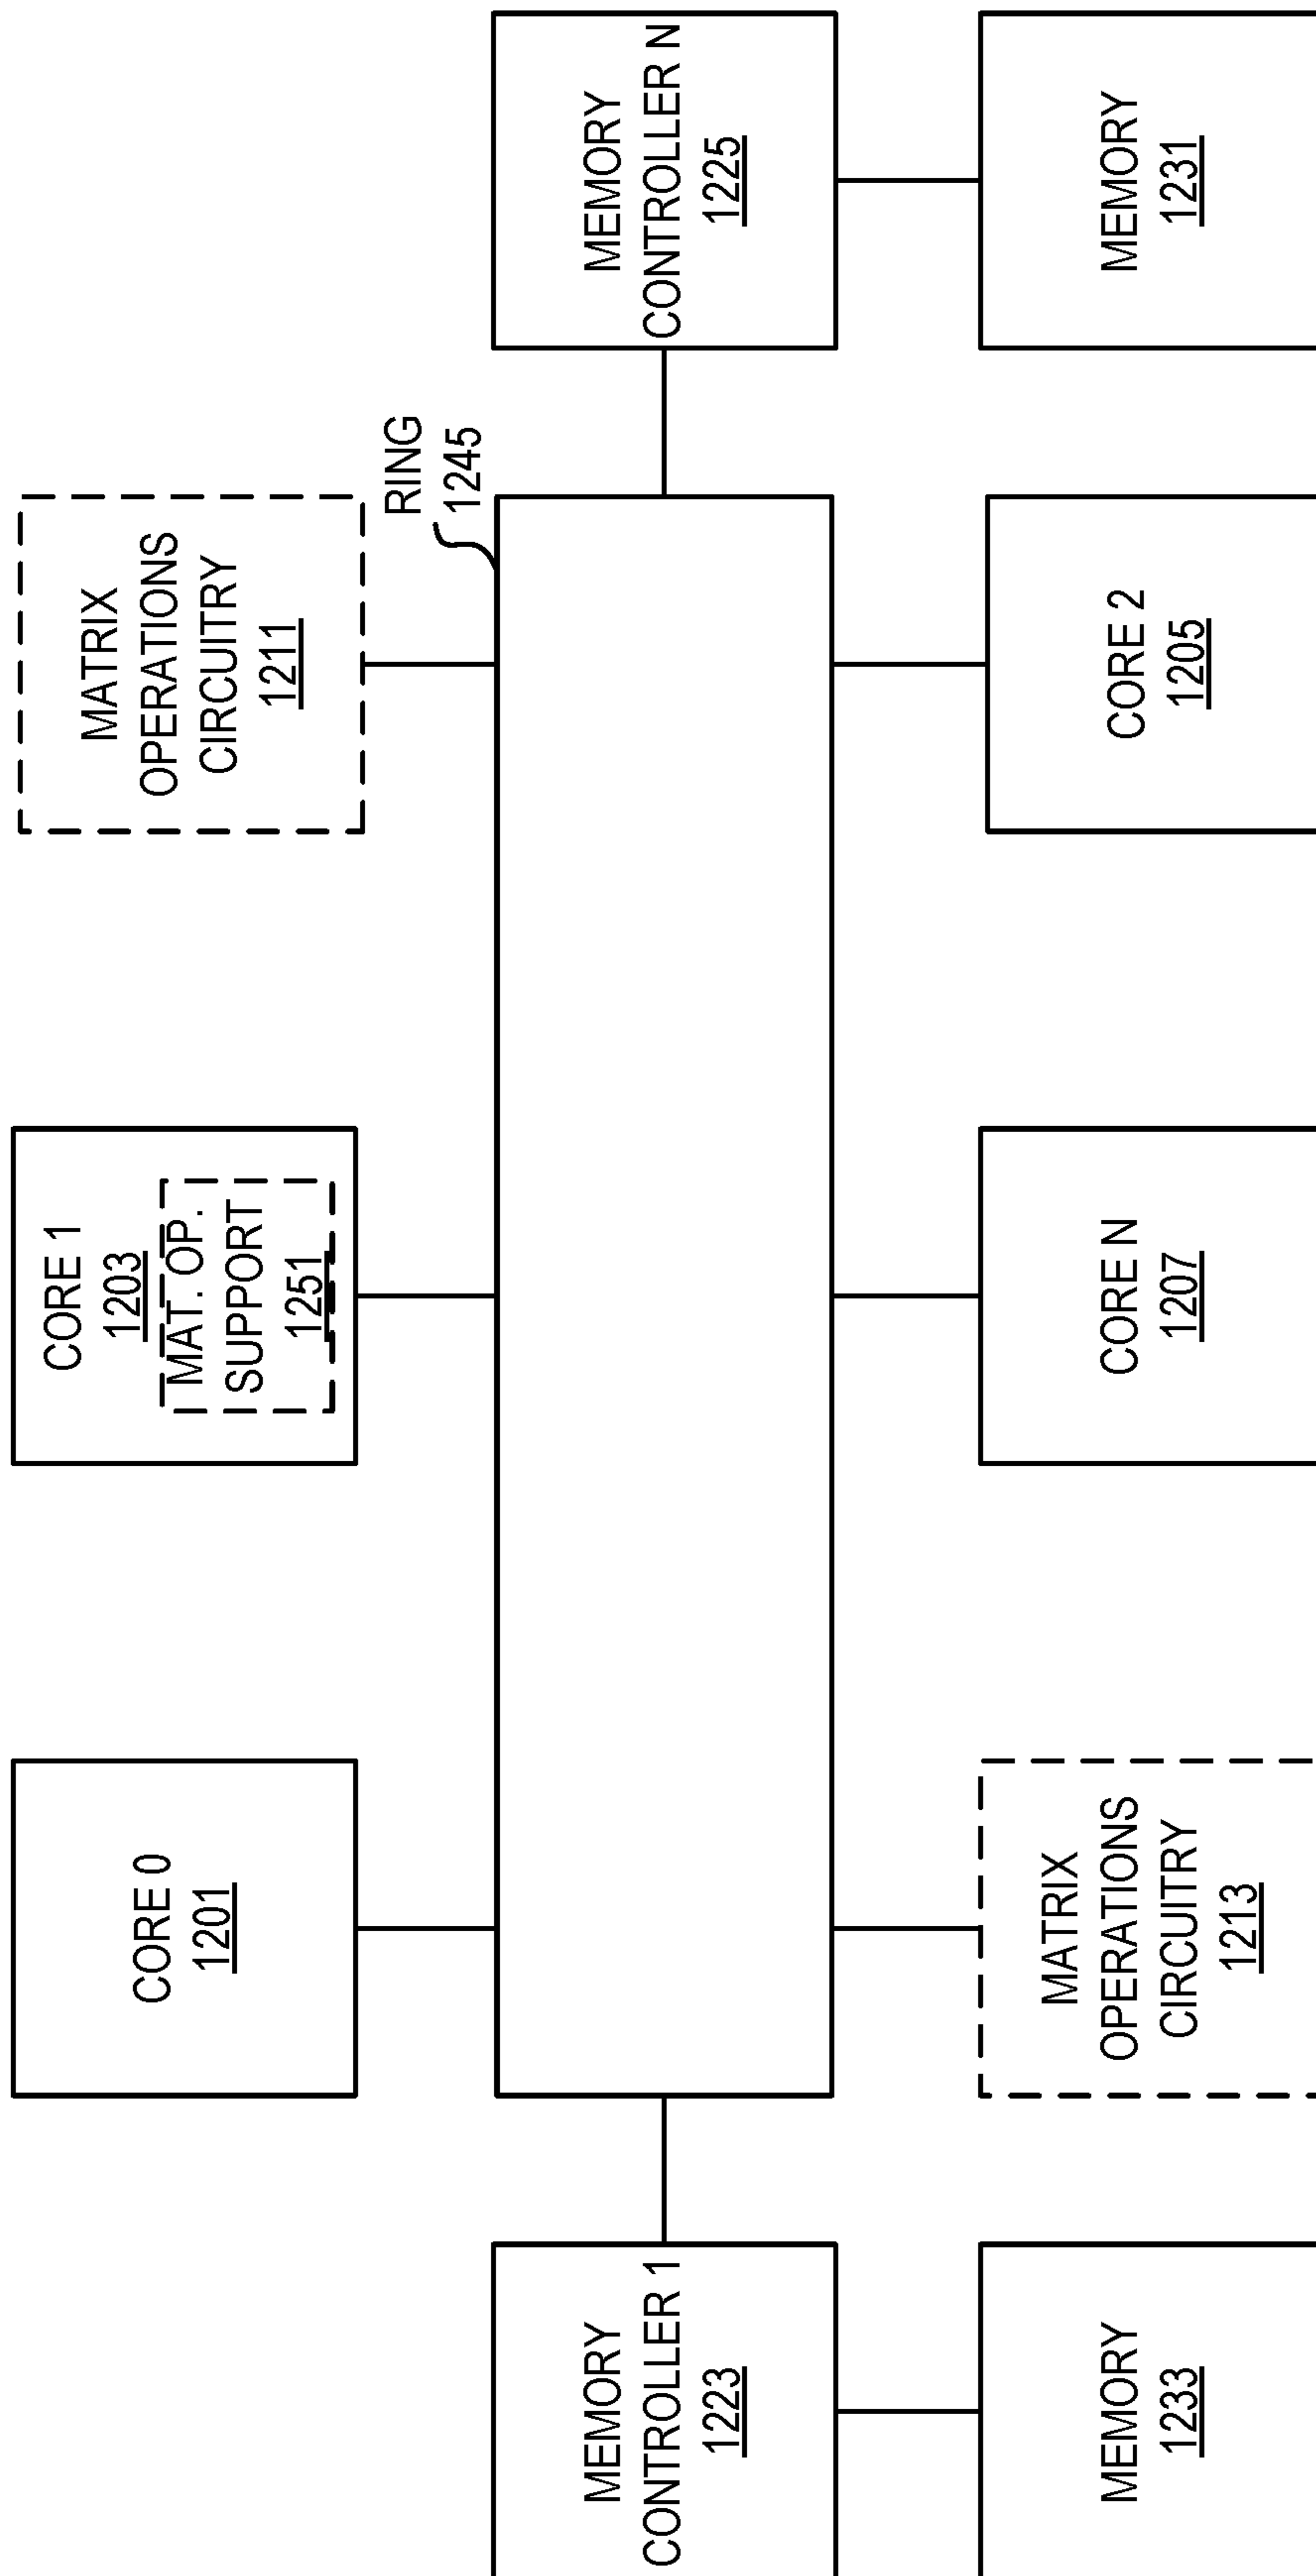 CORE 0
1201
CORE 1
1203
MAT. OP.
SUPPORT
1251
MATRIX
OPERATIONS
CIRCUITRY
1211
RING
1245
MEMORY
CONTROLLER 1
1223
MEMORY
CONTROLLER N
1225
MEMORY
1233
MATRIX
OPERATIONS
CIRCUITRY
1213
CORE N
1207
CORE 2
1205
MEMORY
1231